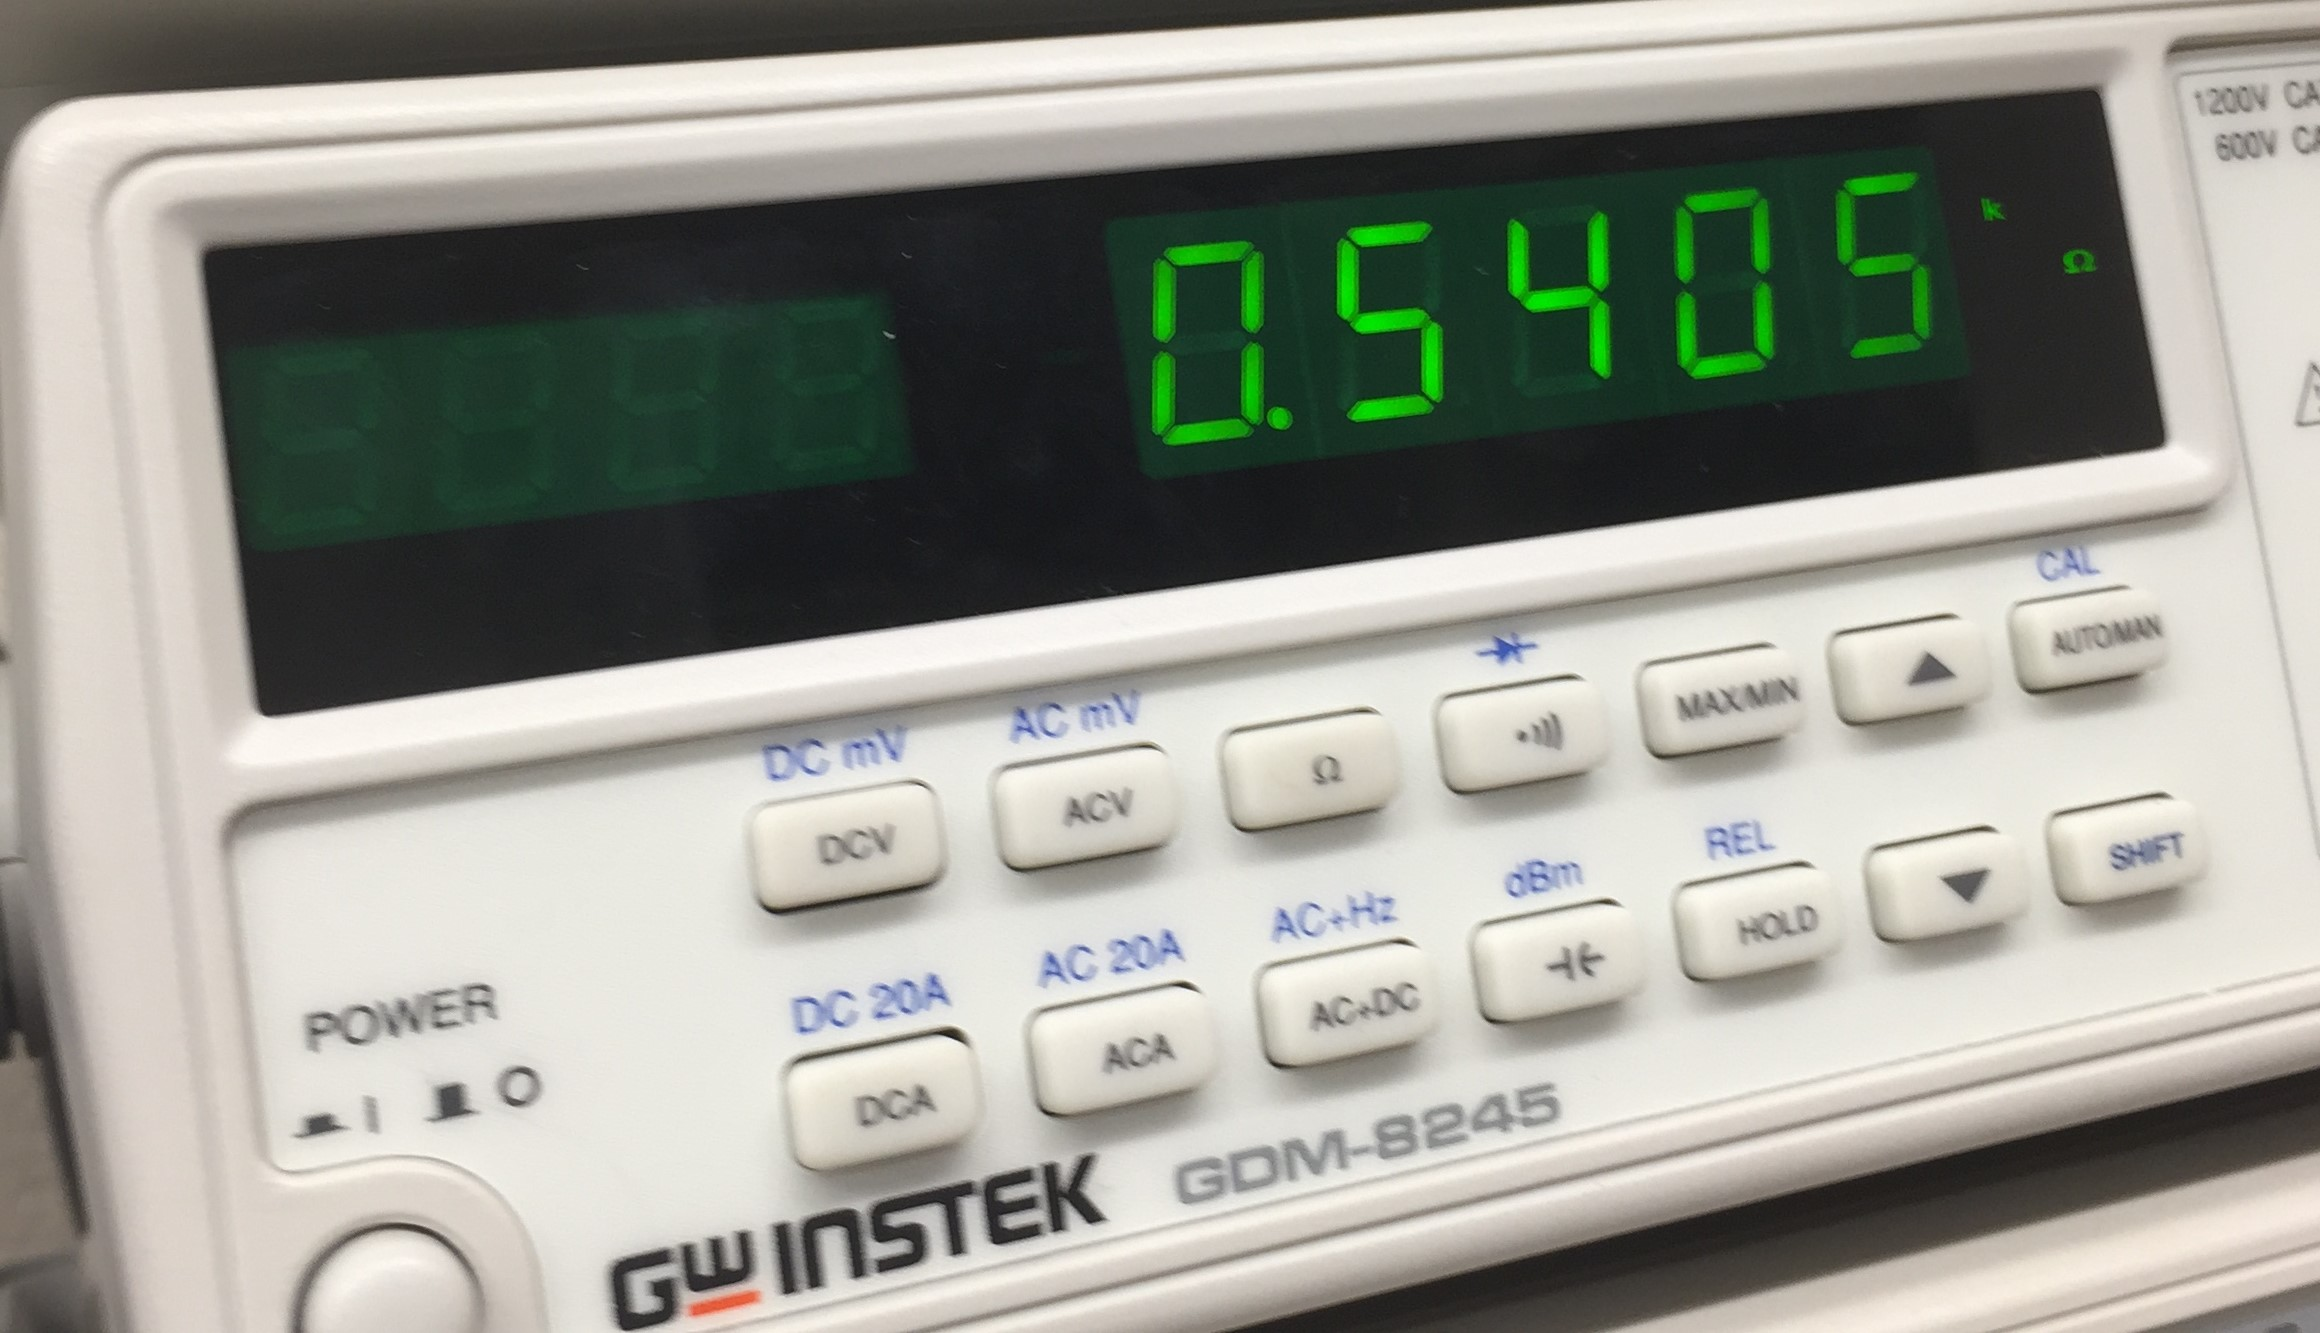 1200V CA
600V CA
0.5405 k Ω
CAL
AUTO/MAN
MAX/MIN
Ω
DC mV
AC mV
DCV
ACV
REL
SHIFT
HOLD
dBm
AC+Hz
AC+DC
AC 20A
ACA
DC 20A
DCA
POWER
GW INSTEK GDM-8245